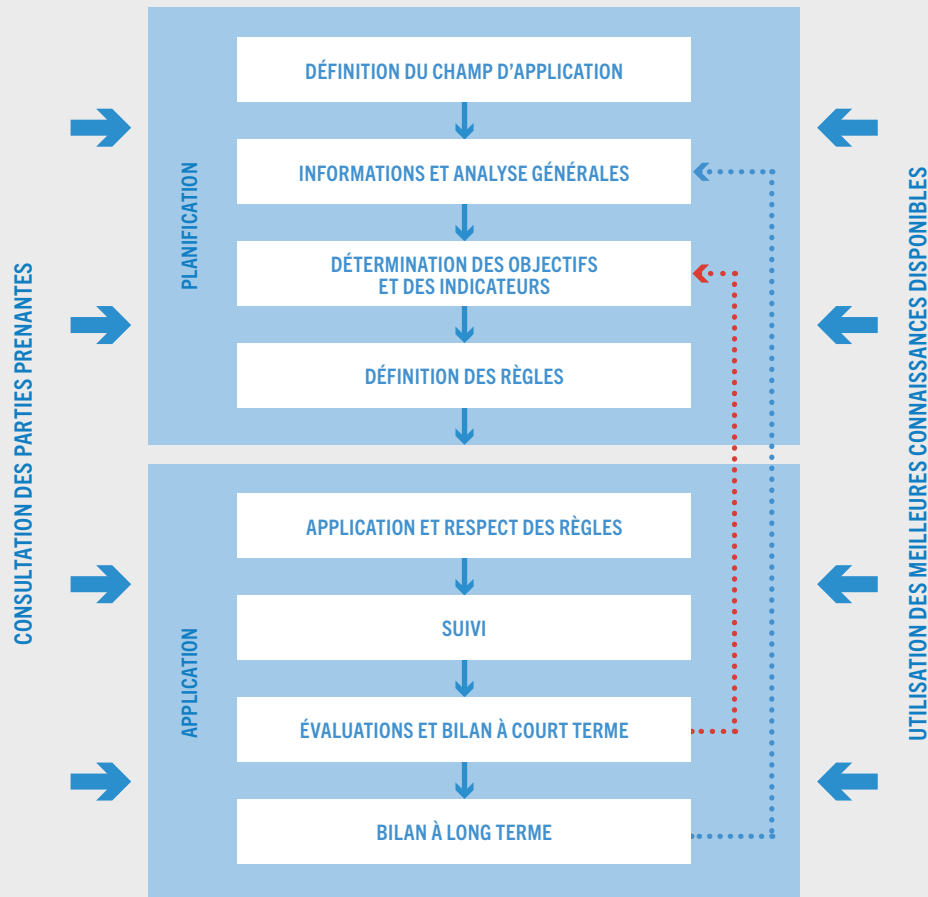 CONSULTATION DES PARTIES PRENANTES
PLANIFICATION
DÉFINITION DU CHAMP D'APPLICATION
INFORMATIONS ET ANALYSE GÉNÉRALES
DÉTERMINATION DES OBJECTIFS
ET DES INDICATEURS
DÉFINITION DES RÈGLES
APPLICATION
APPLICATION ET RESPECT DES RÈGLES
SUIVI
ÉVALUATIONS ET BILAN À COURT TERME
BILAN À LONG TERME
UTILISATION DES MEILLEURES CONNAISSANCES DISPONIBLES